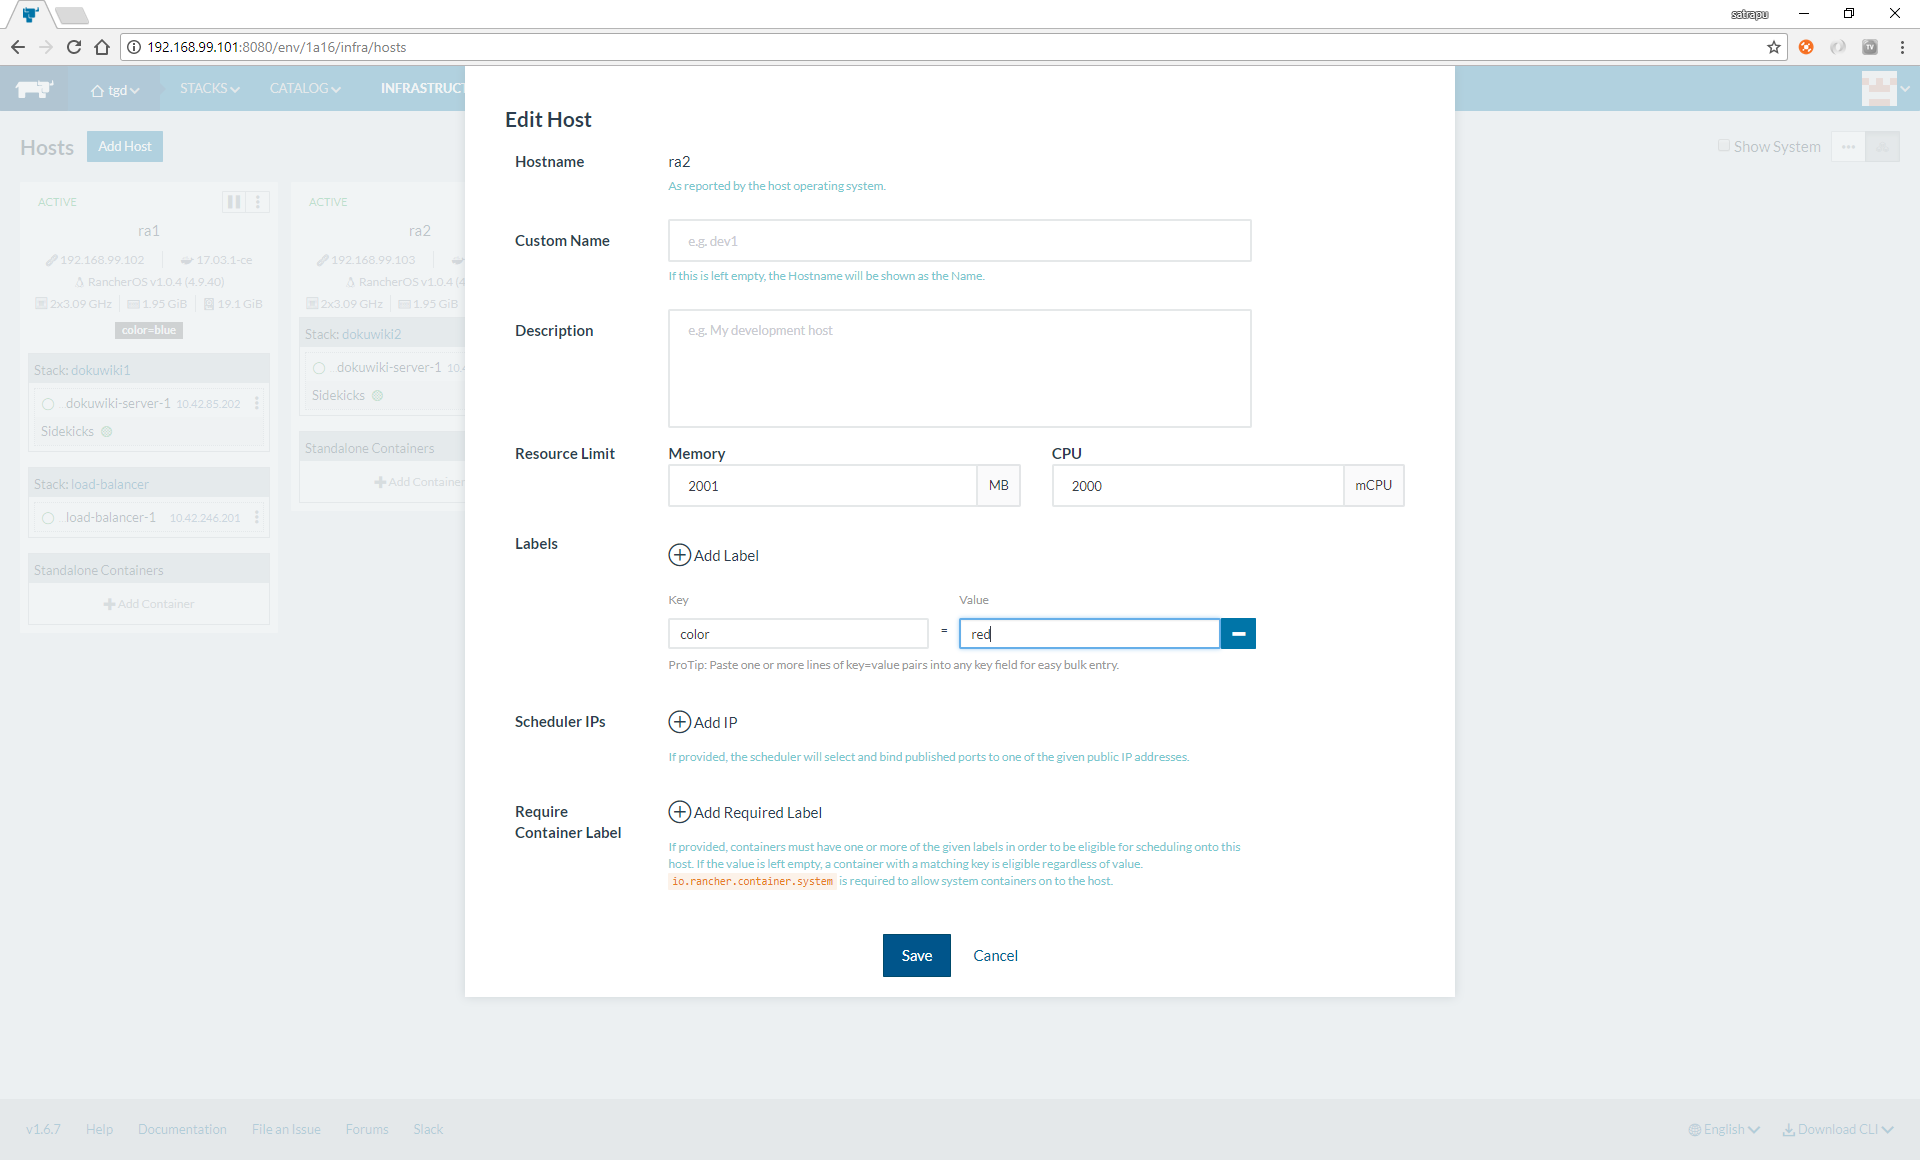 satrapu
192.168.99.101:8080/env/1a16/infra/hosts
tgd
STACKS
CATALOG
INFRASTRUCT
Hosts
Add Host
Show System
ACTIVE
ra1
192.168.99.102
17.03.1-ce
RancherOS v1.0.4 (4.9.40)
2x3.09 GHz
1.95 GiB
19.1 GiB
color=blue
Stack: dokuwiki1
...dokuwiki-server-1 10.42.85.202
Sidekicks
Stack: load-balancer
...load-balancer-1 10.42.246.201
Standalone Containers
Add Container
ACTIVE
ra2
192.168.99.103
RancherOS v1.0.4 (4
2x3.09 GHz
1.95 GiB
Stack: dokuwiki2
...dokuwiki-server-1 10.4
Sidekicks
Standalone Containers
Add Container
Edit Host
Hostname
ra2
As reported by the host operating system.
Custom Name
e.g. dev1
If this is left empty, the Hostname will be shown as the Name.
Description
e.g. My development host
Resource Limit
Memory
CPU
2001
MB
2000
mCPU
Labels
Add Label
Key
Value
color
=
red
ProTip: Paste one or more lines of key=value pairs into any key field for easy bulk entry.
Scheduler IPs
Add IP
If provided, the scheduler will select and bind published ports to one of the given public IP addresses.
Require
Container Label
Add Required Label
If provided, containers must have one or more of the given labels in order to be eligible for scheduling onto this
host. If the value is left empty, a container with a matching key is eligible regardless of value.
io.rancher.container.system is required to allow system containers on to the host.
Save
Cancel
v1.6.7
Help
Documentation
File an Issue
Forums
Slack
English
Download CLI